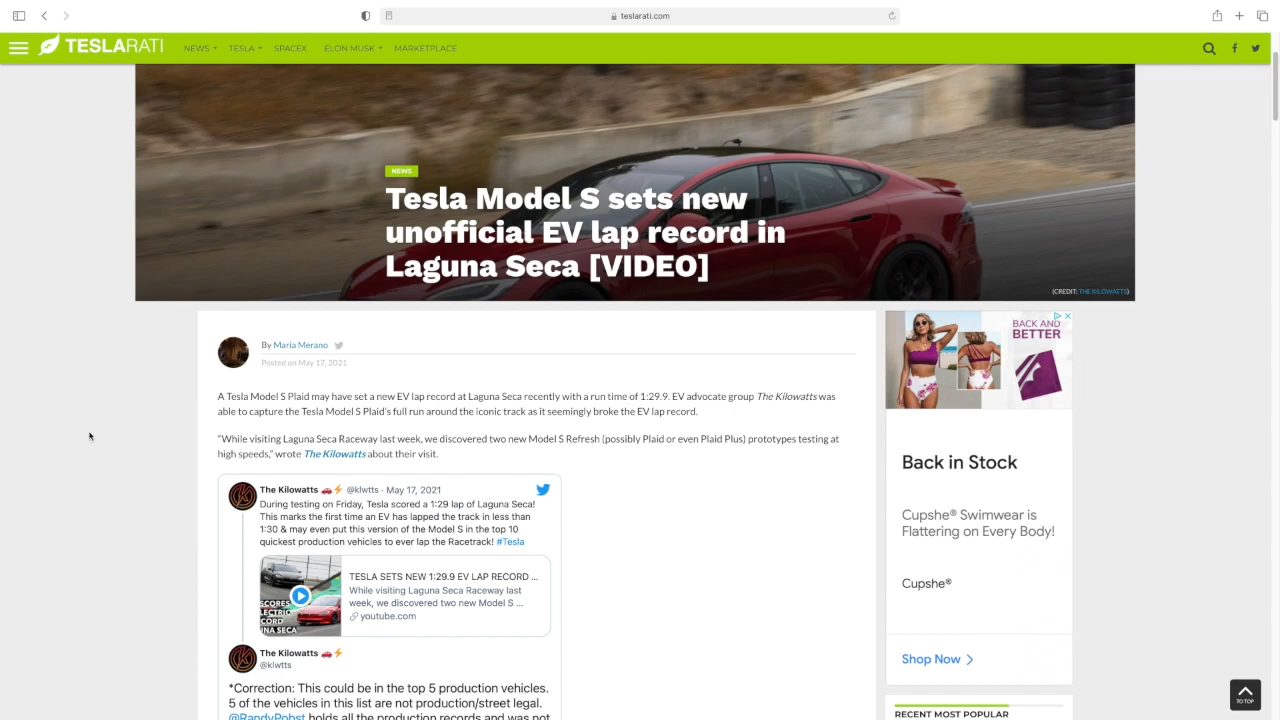 teslarati.com
TESLARATI
NEWS
TESLA
SPACEX
ELON MUSK
MARKETPLACE
NEWS
Tesla Model S sets new
unofficial EV lap record in
Laguna Seca [VIDEO]
(CREDIT: THE KILOWATTS)
By Maria Merano
Posted on May 17, 2021
A Tesla Model S Plaid may have set a new EV lap record at Laguna Seca recently with a run time of 1:29.9. EV advocate group The Kilowatts was
able to capture the Tesla Model S Plaid's full run around the iconic track as it seemingly broke the EV lap record.
“While visiting Laguna Seca Raceway last week, we discovered two new Model S Refresh (possibly Plaid or even Plaid Plus) prototypes testing at
high speeds,” wrote The Kilowatts about their visit.
The Kilowatts 🚗⚡ @klwtts · May 17, 2021
During testing on Friday, Tesla scored a 1:29 lap of Laguna Seca!
This marks the first time an EV has lapped the track in less than
1:30 & may even put this version of the Model S in the top 10
quickest production vehicles to ever lap the Racetrack! #Tesla
SCORES
LECTRIC
CORD
UNA SECA
TESLA SETS NEW 1:29.9 EV LAP RECORD ...
While visiting Laguna Seca Raceway last
week, we discovered two new Model S ...
youtube.com
The Kilowatts 🚗⚡
@klwtts
*Correction: This could be in the top 5 production vehicles.
5 of the vehicles in this list are not production/street legal.
@RandyPobst holds all the production records and was not
BACK AND
BETTER
Back in Stock
Cupshe® Swimwear is
Flattering on Every Body!
Cupshe®
Shop Now
RECENT MOST POPULAR
TO TOP